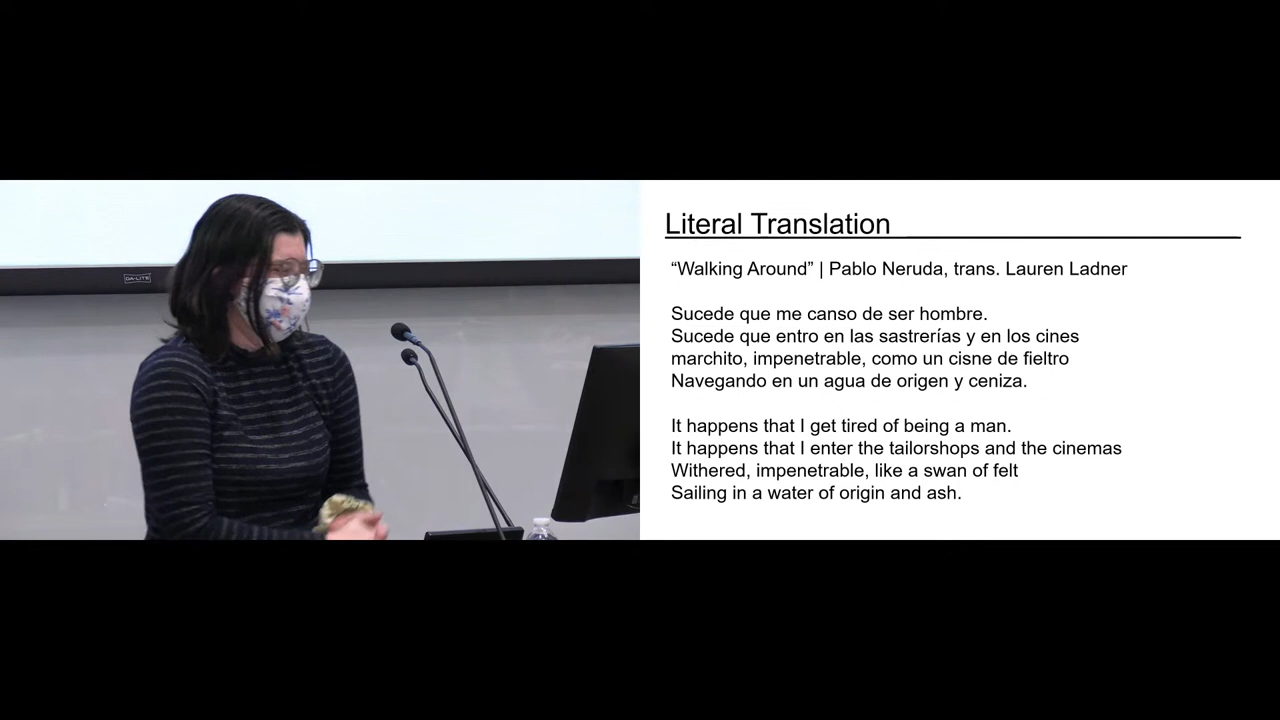 DA-LITE
Literal Translation
“Walking Around” | Pablo Neruda, trans. Lauren Ladner
Sucede que me canso de ser hombre.
Sucede que entro en las sastrerías y en los cines
marchito, impenetrable, como un cisne de fieltro
Navegando en un agua de origen y ceniza.
It happens that I get tired of being a man.
It happens that I enter the tailorshops and the cinemas
Withered, impenetrable, like a swan of felt
Sailing in a water of origin and ash.